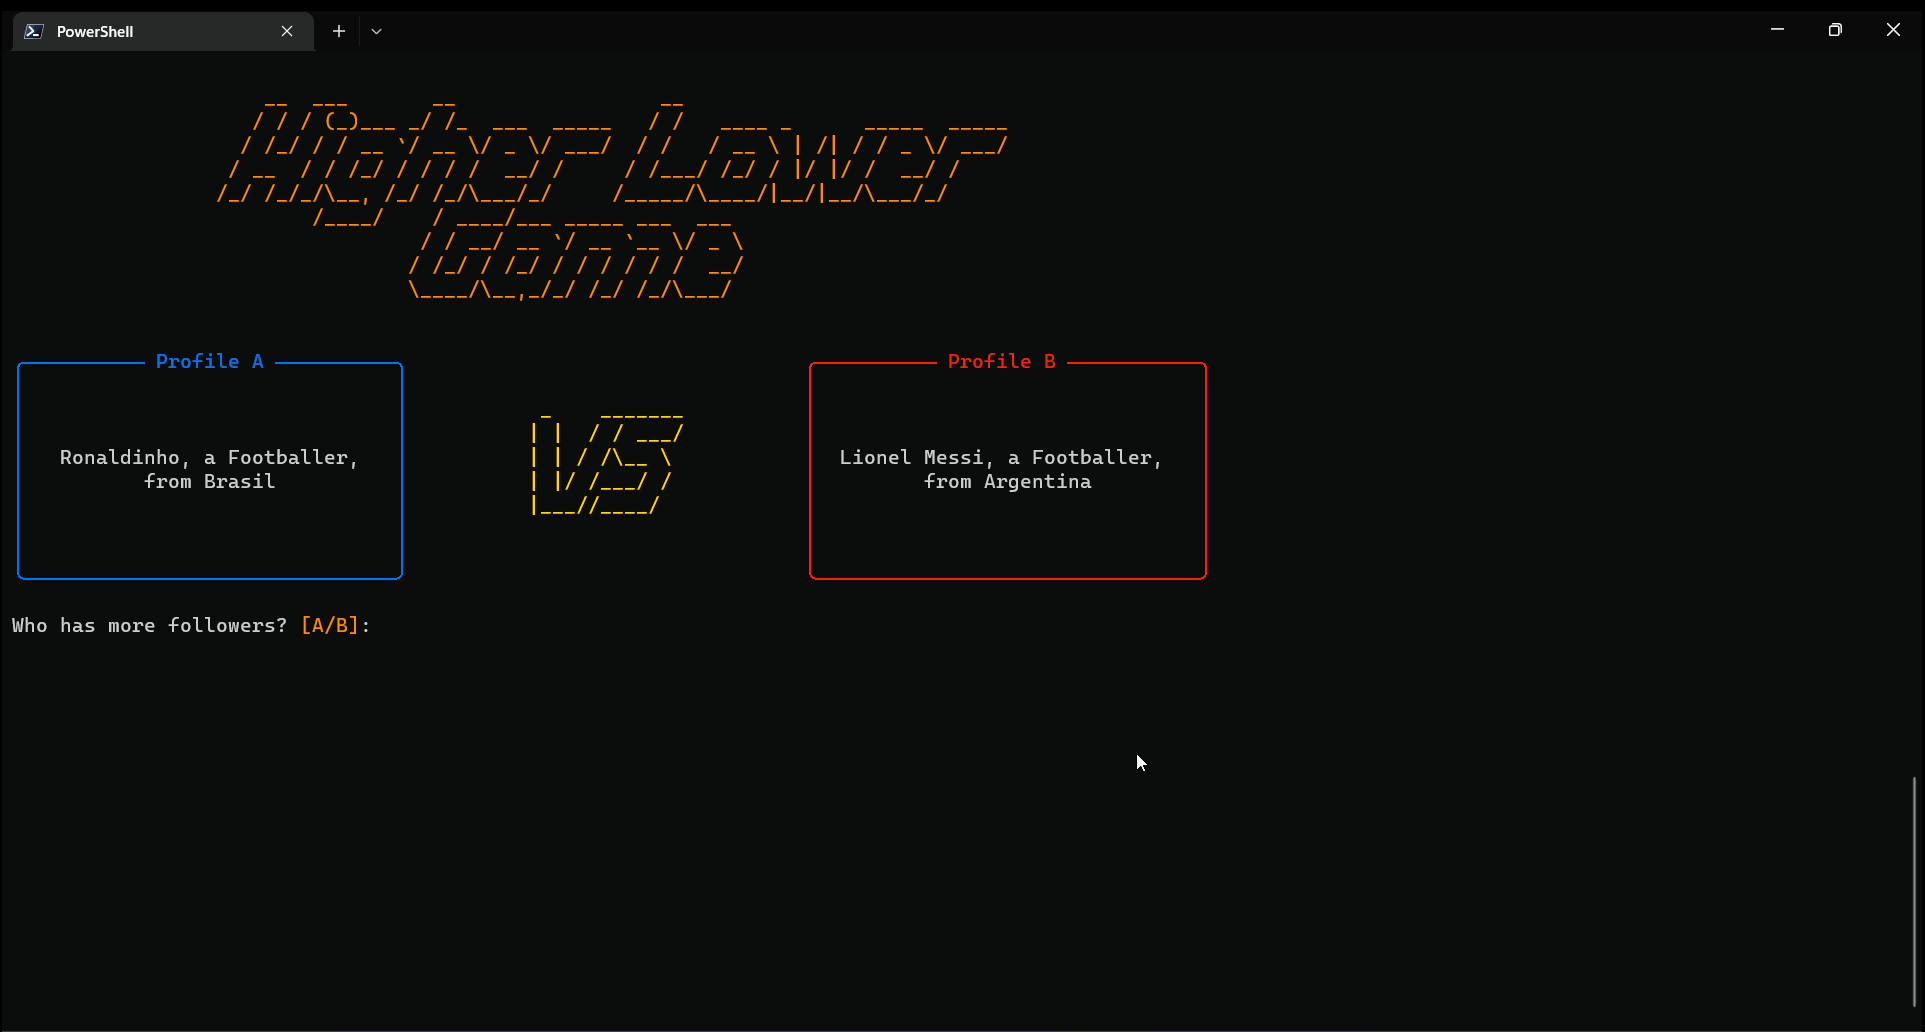 PowerShell
Higher Lower
Game
Profile A
Profile B
VS
Ronaldinho, a Footballer,
from Brasil
Lionel Messi, a Footballer,
from Argentina
Who has more followers? [A/B]: